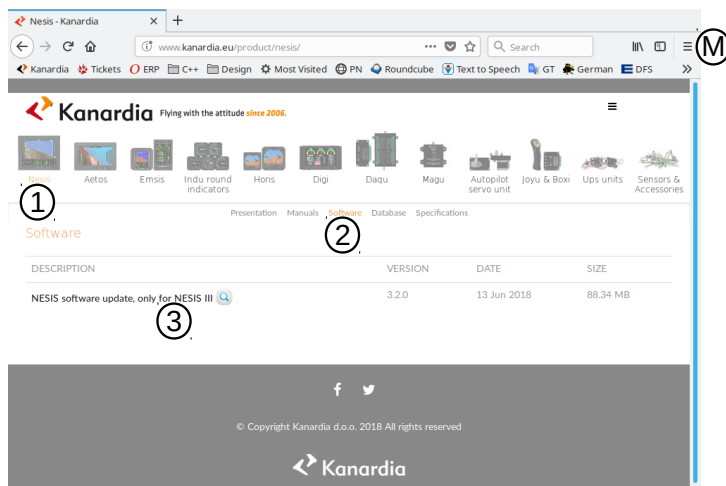 Nesis - Kanardia
www.kanardia.eu/product/nesis/
Search
M
Kanardia Tickets ERP C++ Design Most Visited PN Roundcube Text to Speech GT German DFS
Kanardia Flying with the attitude since 2006.
Nesis Aetos Emsis Indu round indicators Horis Digi Daqu Magu Autopilot servo unit Joyu & Boxi Ups units Sensors & Accessories
1
Presentation Manuals Software Database Specifications
2
Software
DESCRIPTION VERSION DATE SIZE
NESIS software update, only for NESIS III 3.2.0 13 Jun 2018 88.34 MB
3
© Copyright Kanardia d.o.o. 2018 All rights reserved
Kanardia